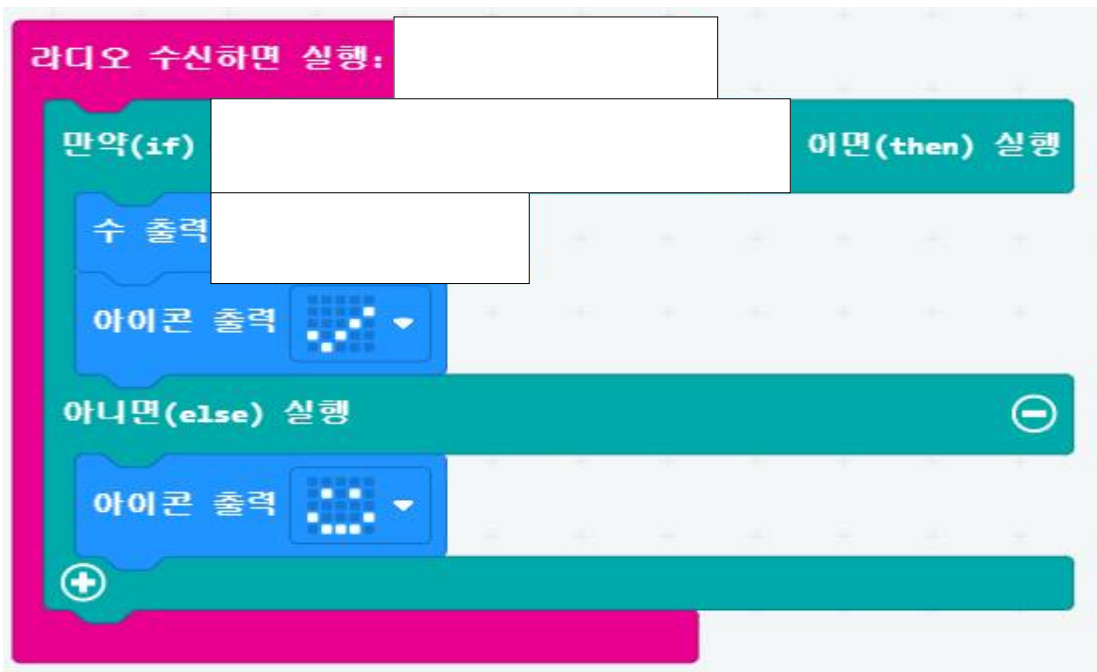 라디오 수신하면 실행:
만약(if) 이면(then) 실행
수 출력
아이콘 출력
아니면(else) 실행
아이콘 출력